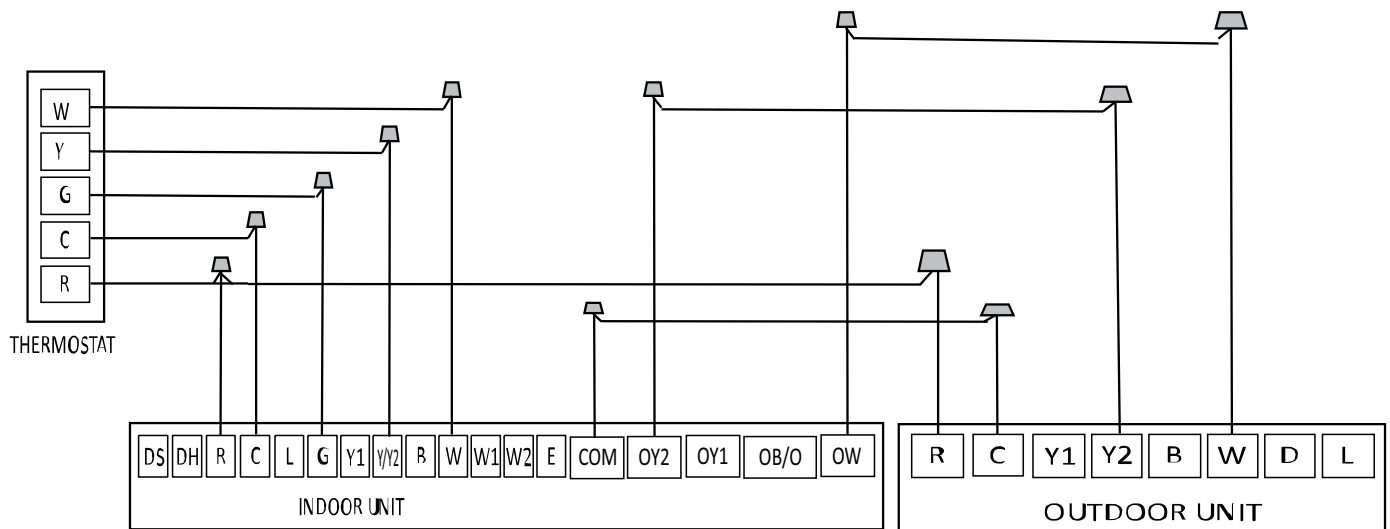 W
Y
G
C
R
THERMOSTAT
DS DH R C L G Y1 Y/Y2 B W W1 W2 E COM OY2 OY1 OB/O OW
INDOOR UNIT
R C Y1 Y2 B W D L
OUTDOOR UNIT